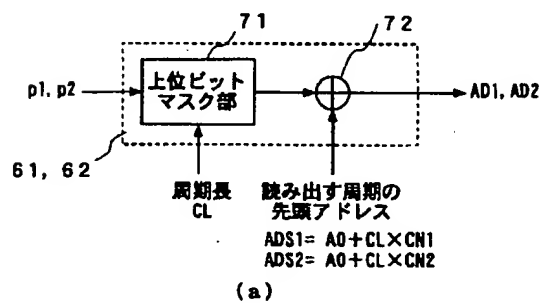 71
72
上位ビット
マスク部
p1, p2
AD1, AD2
61, 62
周期長
CL
読み出す周期の
先頭アドレス
ADS1= A0+CL×CN1
ADS2= A0+CL×CN2
(a)